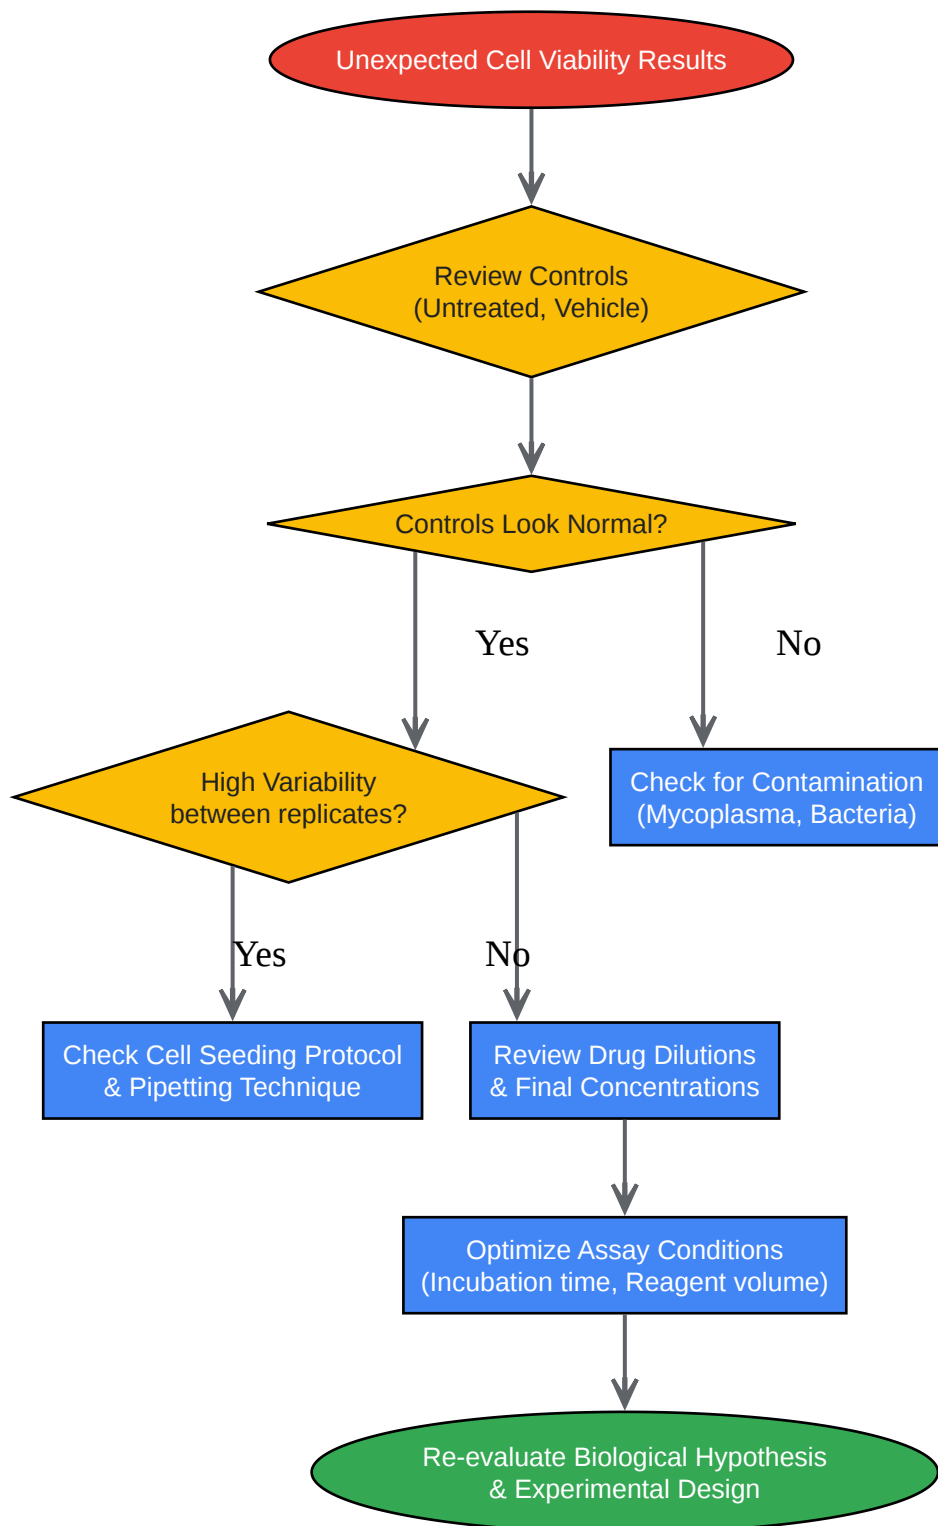 Unexpected Cell Viability Results
Review Controls
(Untreated, Vehicle)
Controls Look Normal?
Yes
No
High Variability
between replicates?
Check for Contamination
(Mycoplasma, Bacteria)
Yes
No
Check Cell Seeding Protocol
& Pipetting Technique
Review Drug Dilutions
& Final Concentrations
Optimize Assay Conditions
(Incubation time, Reagent volume)
Re-evaluate Biological Hypothesis
& Experimental Design